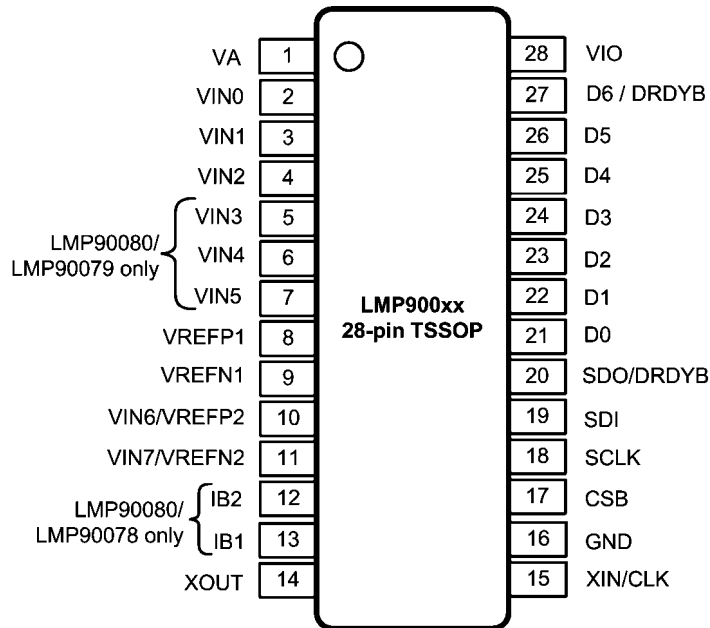 VA 1
VIN0 2
VIN1 3
VIN2 4
LMP90080/
LMP90079 only
VIN3 5
VIN4 6
VIN5 7
VREFP1 8
VREFN1 9
VIN6/VREFP2 10
VIN7/VREFN2 11
LMP90080/
LMP90078 only
IB2 12
IB1 13
XOUT 14
LMP900xx
28-pin TSSOP
28 VIO
27 D6 / DRDYB
26 D5
25 D4
24 D3
23 D2
22 D1
21 D0
20 SDO/DRDYB
19 SDI
18 SCLK
17 CSB
16 GND
15 XIN/CLK